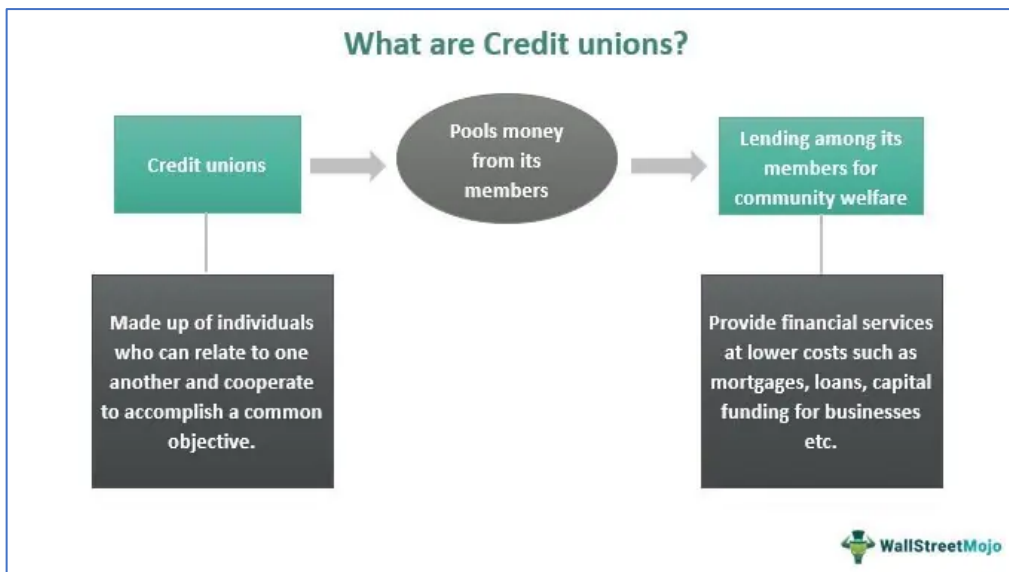 What are Credit unions?
Credit unions
Pools money
from its
members
Lending among its
members for
community welfare
Made up of individuals
who can relate to one
another and cooperate
to accomplish a common
objective.
Provide financial services
at lower costs such as
mortgages, loans, capital
funding for businesses
etc.
WallStreetMojo